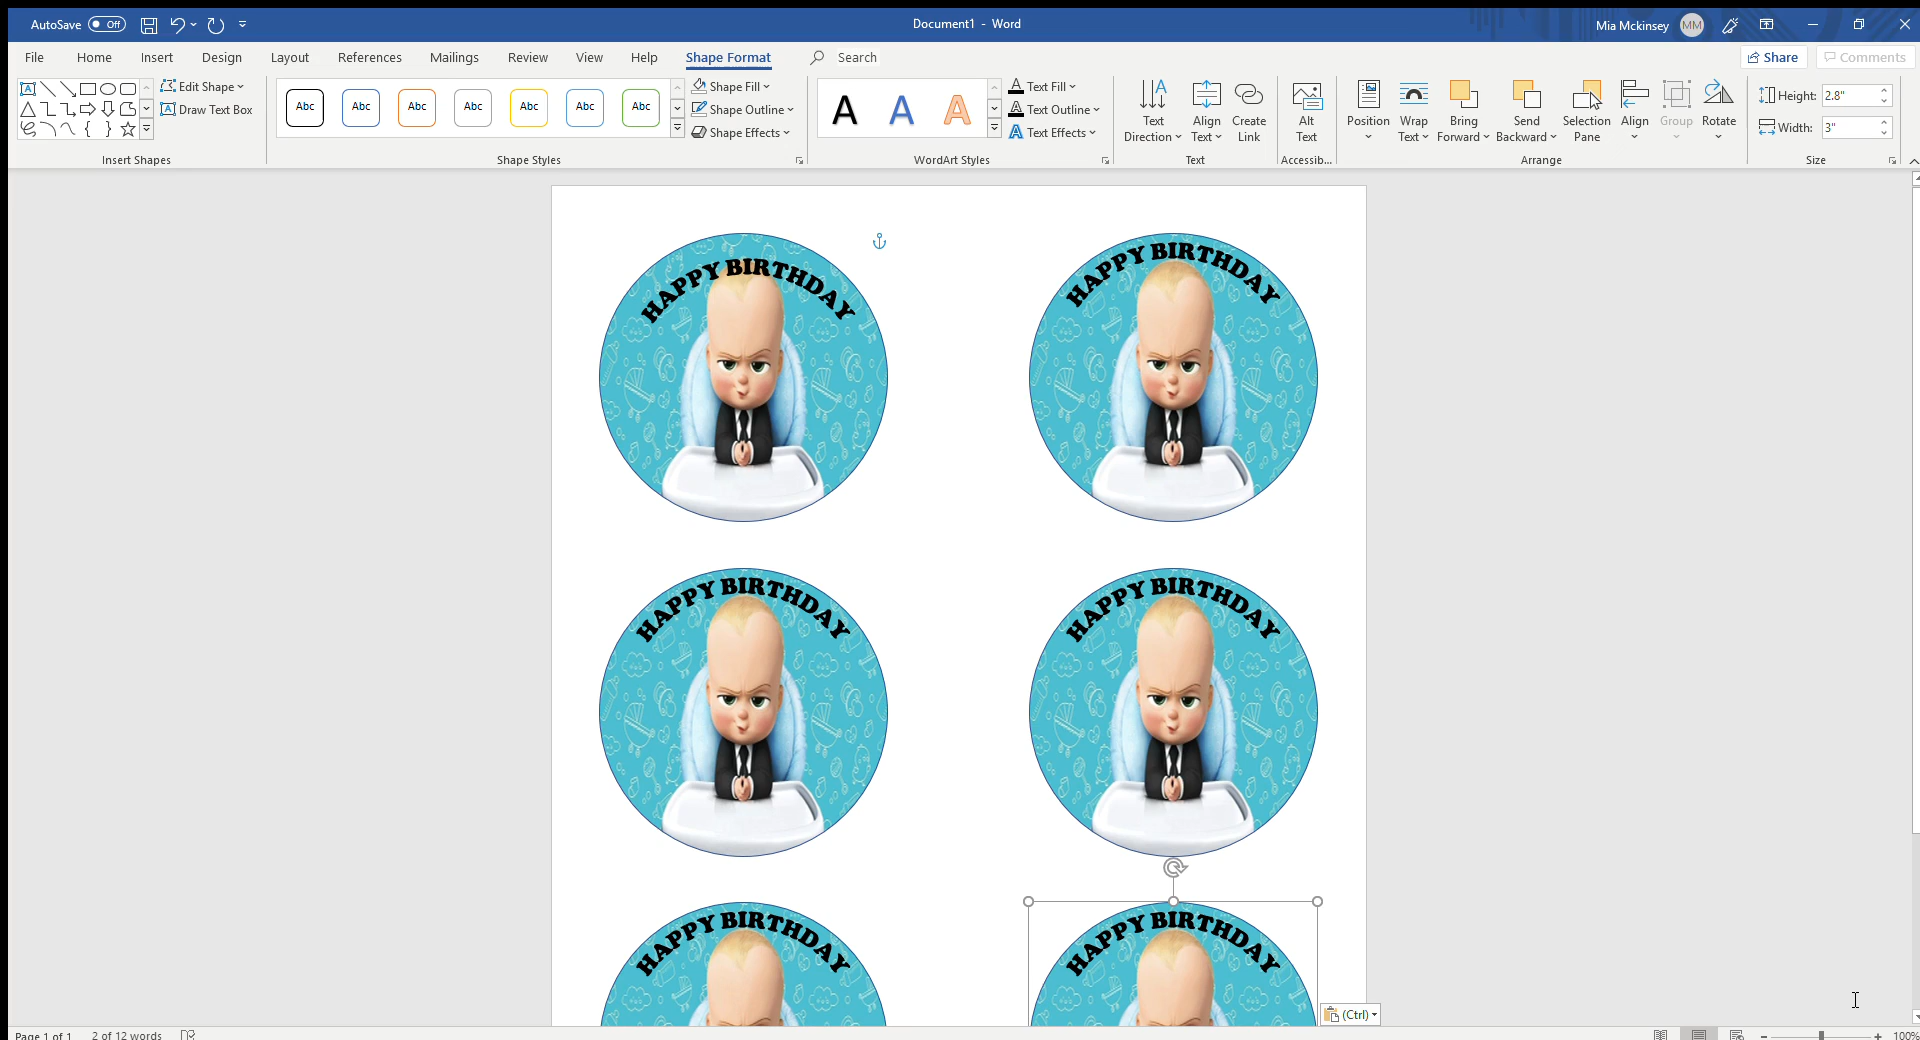 AutoSave Off Document1 - Word Mia Mckinsey MM
File Home Insert Design Layout References Mailings Review View Help Shape Format Search Share Comments
Edit Shape
Draw Text Box
Insert Shapes
Abc Abc Abc Abc Abc Abc Abc
Shape Fill
Shape Outline
Shape Effects
Shape Styles
A A A
Text Fill
Text Outline
Text Effects
WordArt Styles
Text
Direction
Align
Text
Create
Link
Text
Alt
Text
Accessib...
Position
Wrap
Text
Bring
Forward
Send
Backward
Selection
Pane
Align
Group
Rotate
Arrange
Height: 2.8"
Width: 3"
Size
HAPPY BIRTHDAY
HAPPY BIRTHDAY
HAPPY BIRTHDAY
HAPPY BIRTHDAY
HAPPY BIRTHDAY
HAPPY BIRTHDAY
(Ctrl)
Page 1 of 1 2 of 12 words 100%